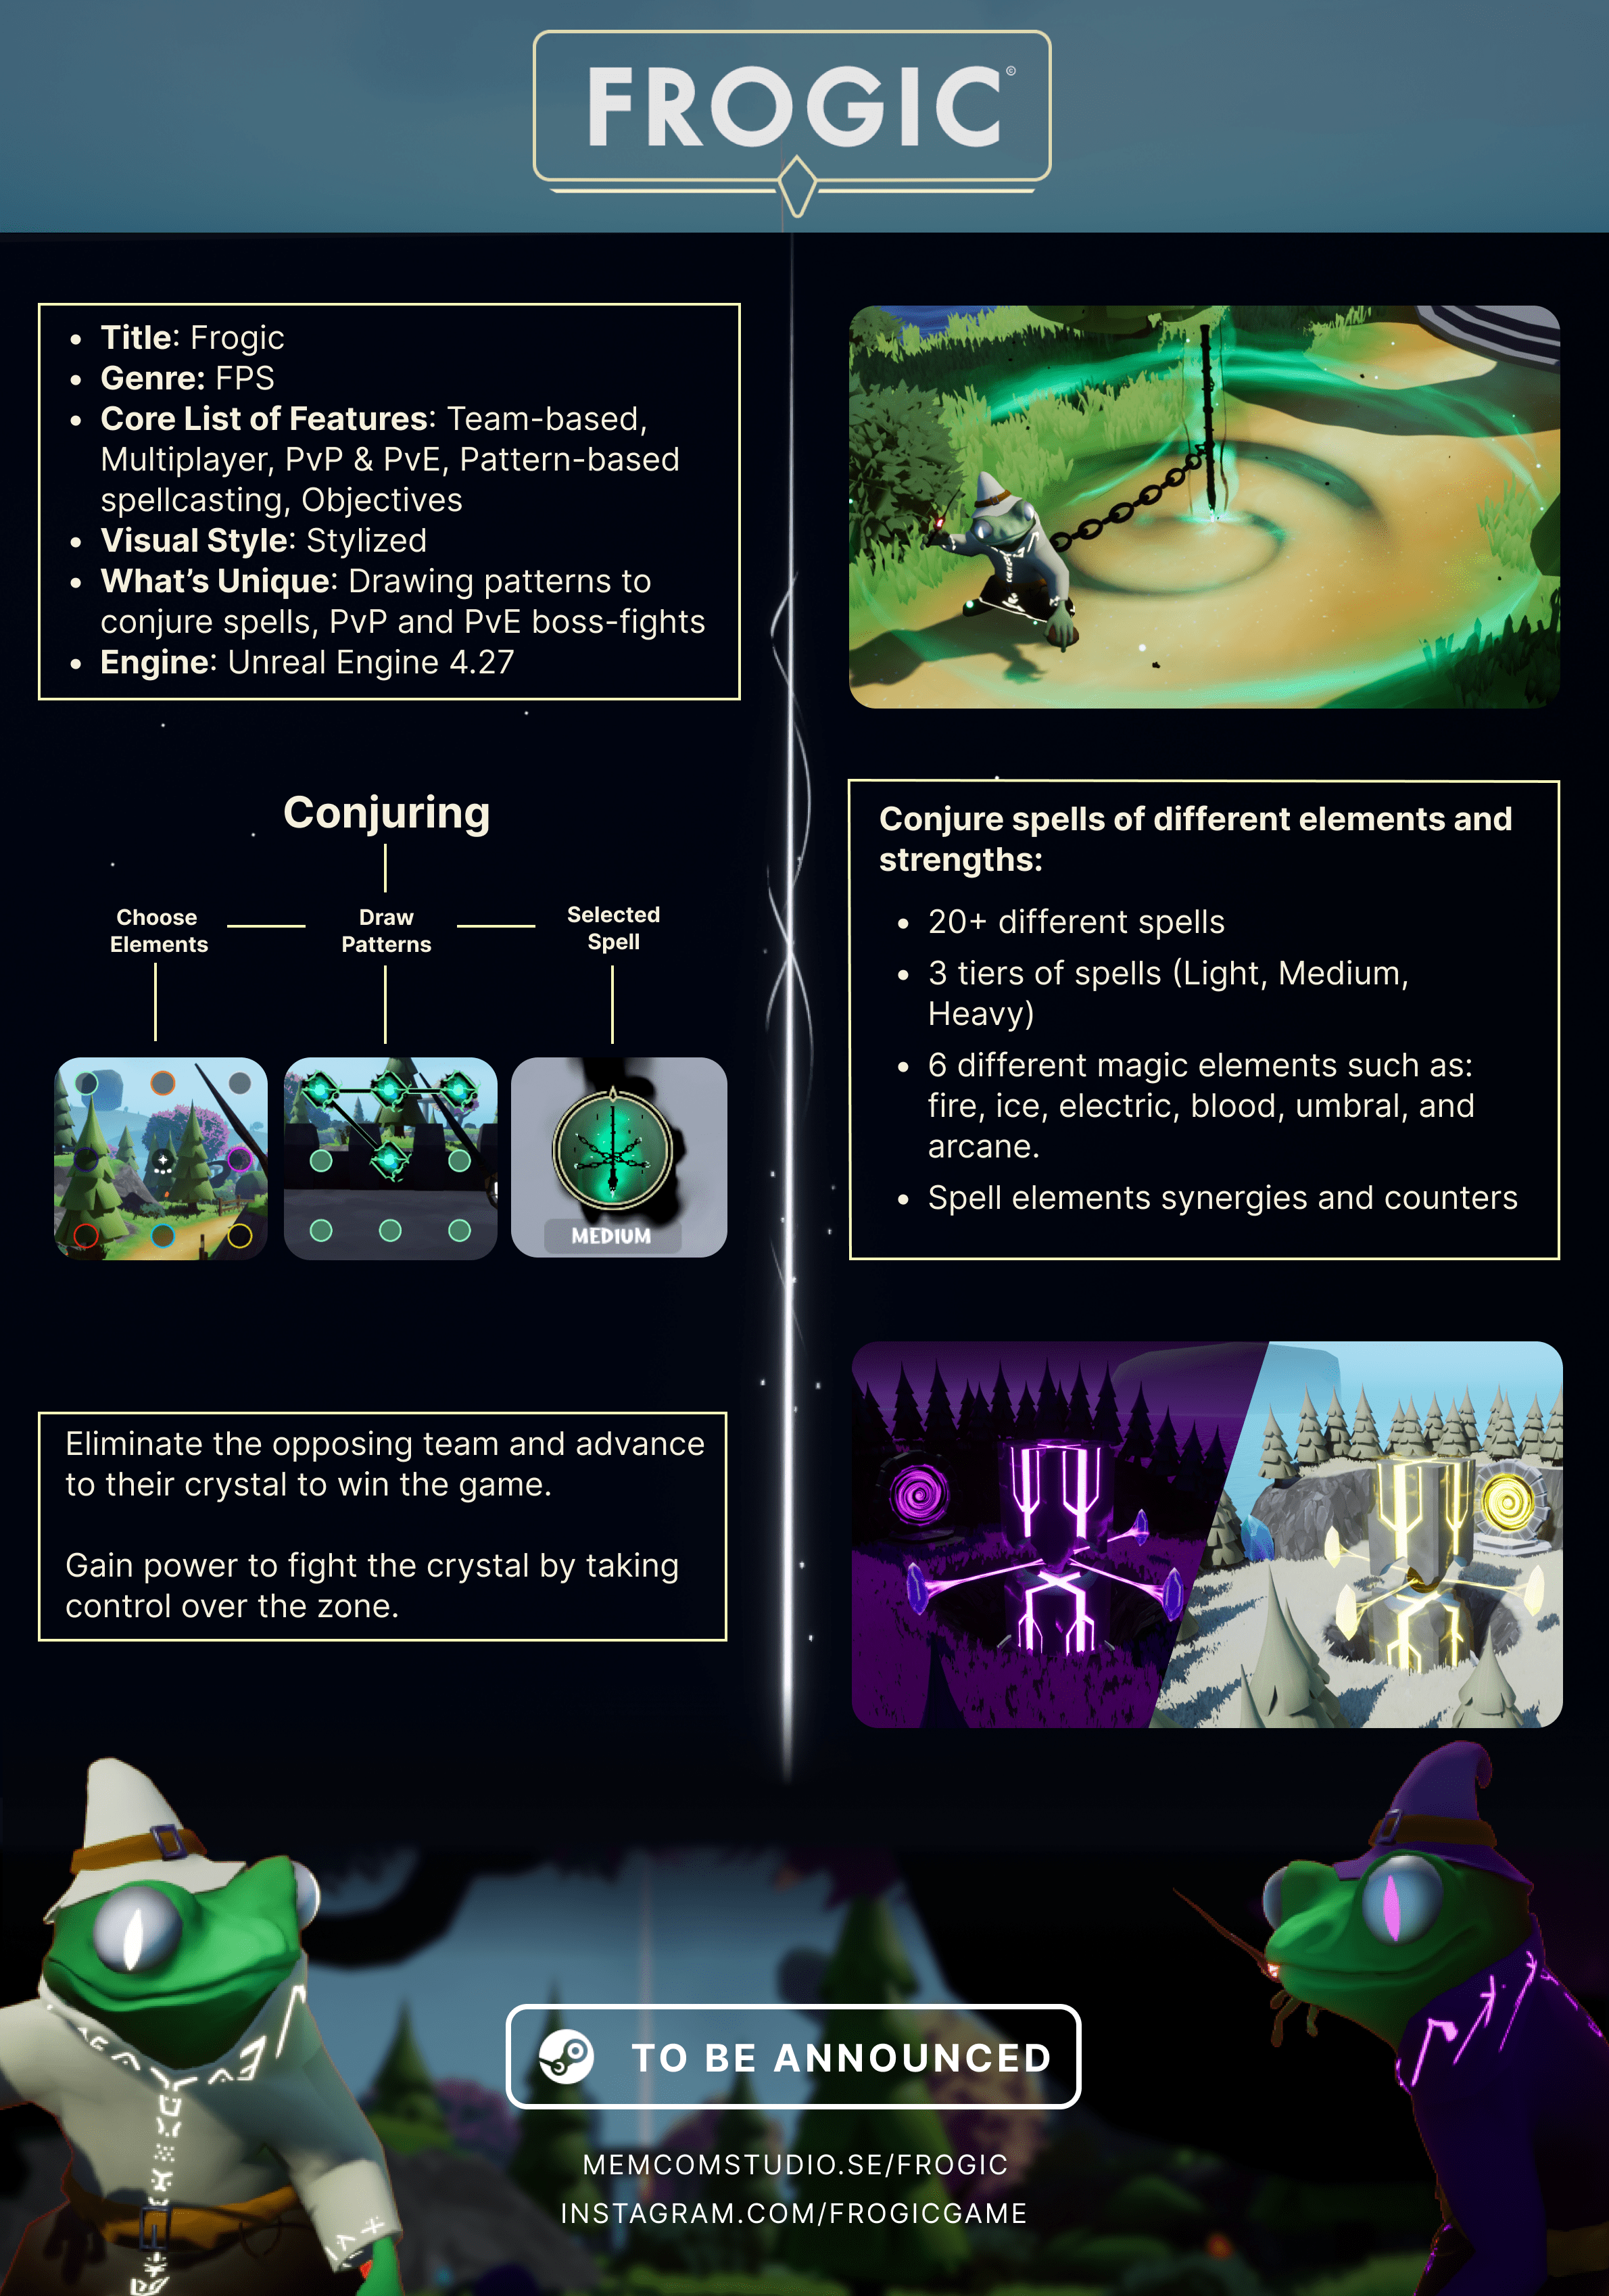 FROGIC©
• Title: Frogic
• Genre: FPS
• Core List of Features: Team-based,
Multiplayer, PvP & PvE, Pattern-based
spellcasting, Objectives
• Visual Style: Stylized
• What's Unique: Drawing patterns to
conjure spells, PvP and PvE boss-fights
• Engine: Unreal Engine 4.27
Conjuring
Choose
Elements
Draw
Patterns
Selected
Spell
MEDIUM
Conjure spells of different elements and
strengths:
• 20+ different spells
• 3 tiers of spells (Light, Medium,
Heavy)
• 6 different magic elements such as:
fire, ice, electric, blood, umbral, and
arcane.
• Spell elements synergies and counters
Eliminate the opposing team and advance
to their crystal to win the game.
Gain power to fight the crystal by taking
control over the zone.
TO BE ANNOUNCED
MEMCOMSTUDIO.SE/FROGIC
INSTAGRAM.COM/FROGICGAME